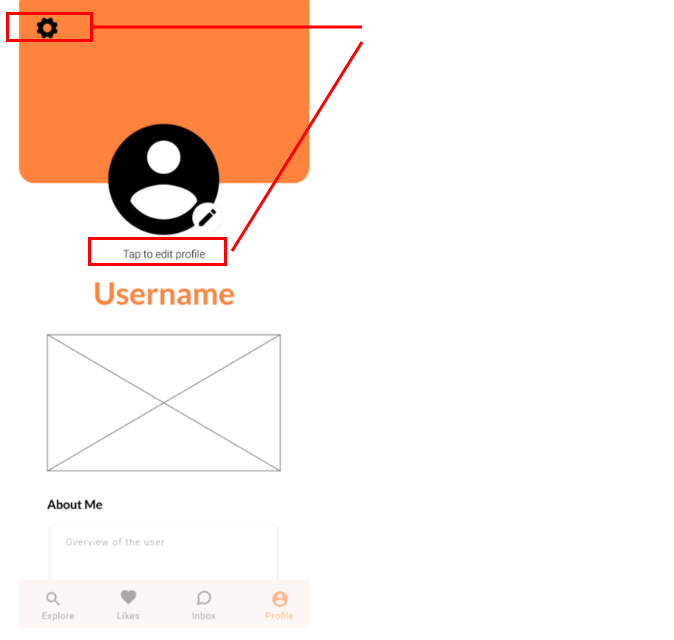 Tap to edit profile
Username
About Me
Overview of the user
Explore Likes Inbox Profile